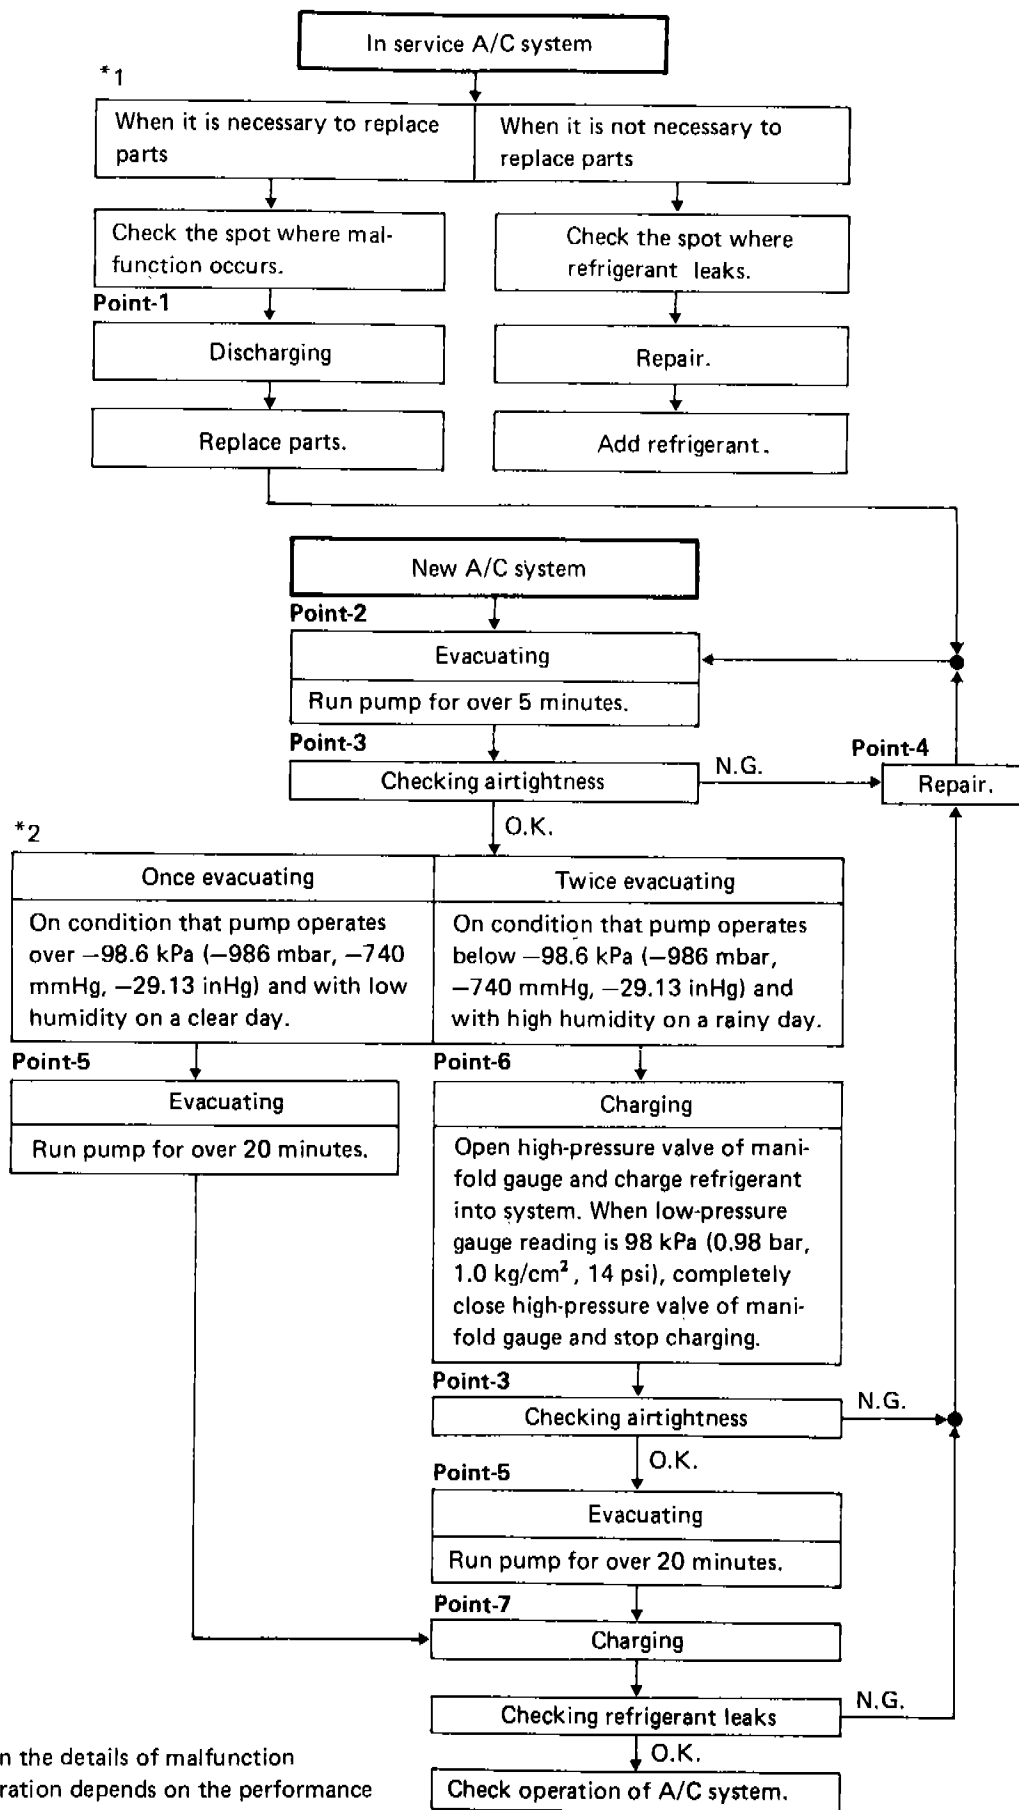 In service A/C system
*1
When it is necessary to replace
parts
When it is not necessary to
replace parts
Check the spot where mal-
function occurs.
Check the spot where
refrigerant leaks.
Point-1
Discharging
Repair.
Replace parts.
Add refrigerant.
New A/C system
Point-2
Evacuating
Run pump for over 5 minutes.
Point-3
Point-4
Checking airtightness
N.G.
Repair.
O.K.
*2
Once evacuating
Twice evacuating
On condition that pump operates
over −98.6 kPa (−986 mbar, −740
mmHg, −29.13 inHg) and with low
humidity on a clear day.
On condition that pump operates
below −98.6 kPa (−986 mbar,
−740 mmHg, −29.13 inHg) and
with high humidity on a rainy day.
Point-5
Evacuating
Run pump for over 20 minutes.
Point-6
Charging
Open high-pressure valve of mani-
fold gauge and charge refrigerant
into system. When low-pressure
gauge reading is 98 kPa (0.98 bar,
1.0 kg/cm², 14 psi), completely
close high-pressure valve of mani-
fold gauge and stop charging.
Point-3
Checking airtightness
N.G.
O.K.
Point-5
Evacuating
Run pump for over 20 minutes.
Point-7
Charging
Checking refrigerant leaks
N.G.
O.K.
Check operation of A/C system.
n the details of malfunction
ration depends on the performance